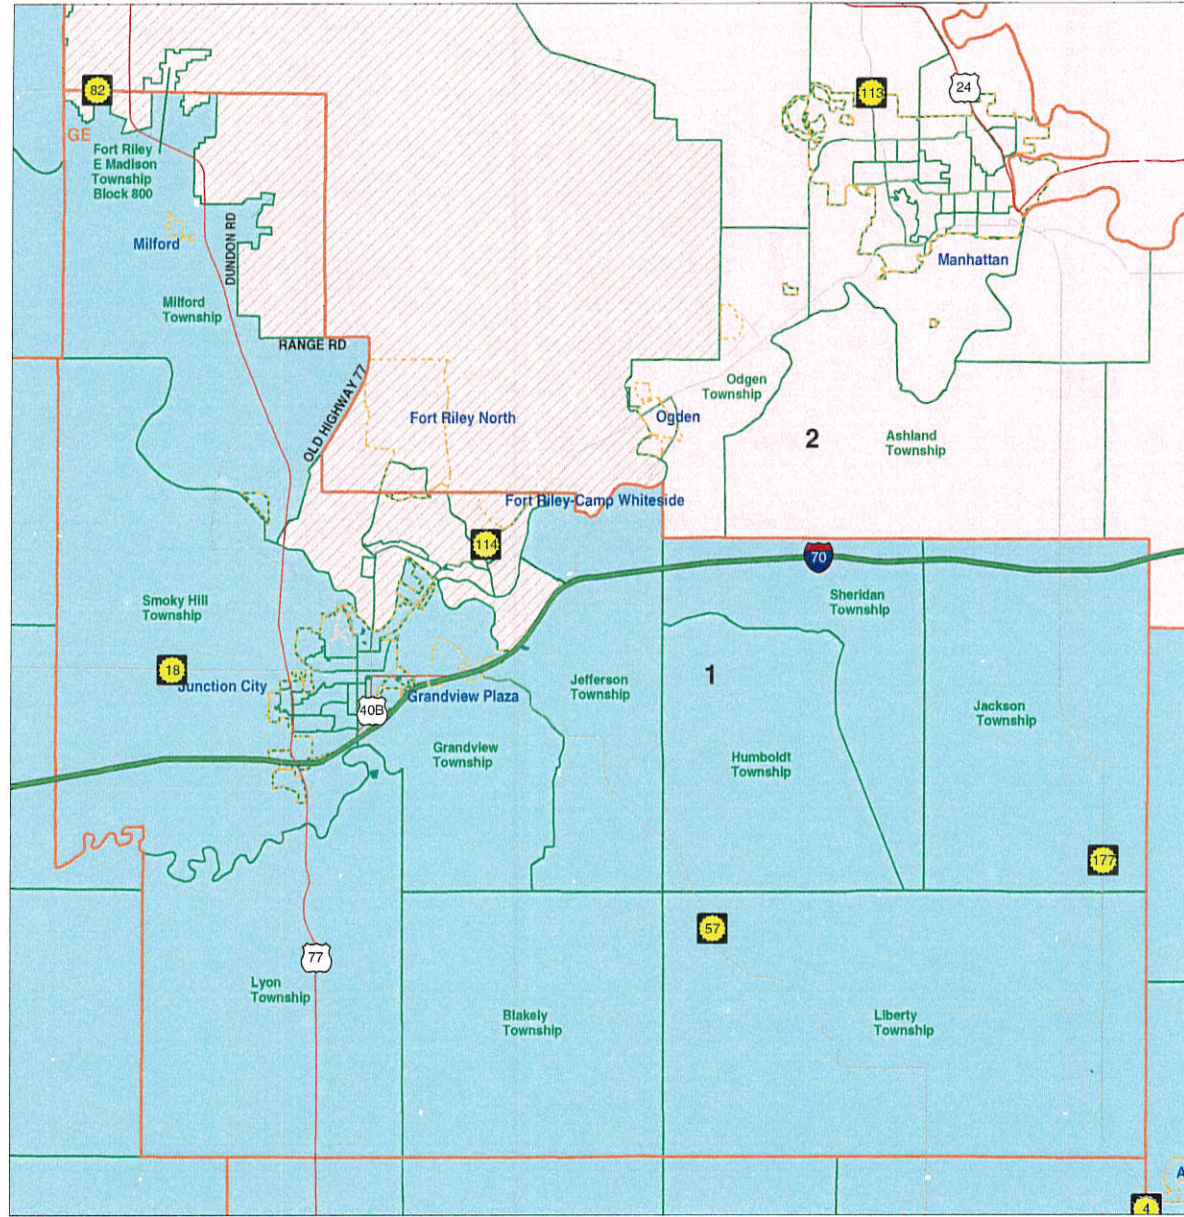 82
113
24
GE
Fort Riley
E Madison
Township
Block 800
DUNDON RD
Milford
Manhattan
Milford
Township
RANGE RD
OLD HIGHWAY 77
Odgen
Township
Fort Riley North
Ogden
2
Ashland
Township
Fort Riley-Camp Whiteside
114
70
Smoky Hill
Township
Sheridan
Township
18
Junction City
1
Jefferson
Township
Grandview Plaza
40B
Jackson
Township
Grandview
Township
Humboldt
Township
177
57
77
Lyon
Township
Blakely
Township
Liberty
Township
A
4